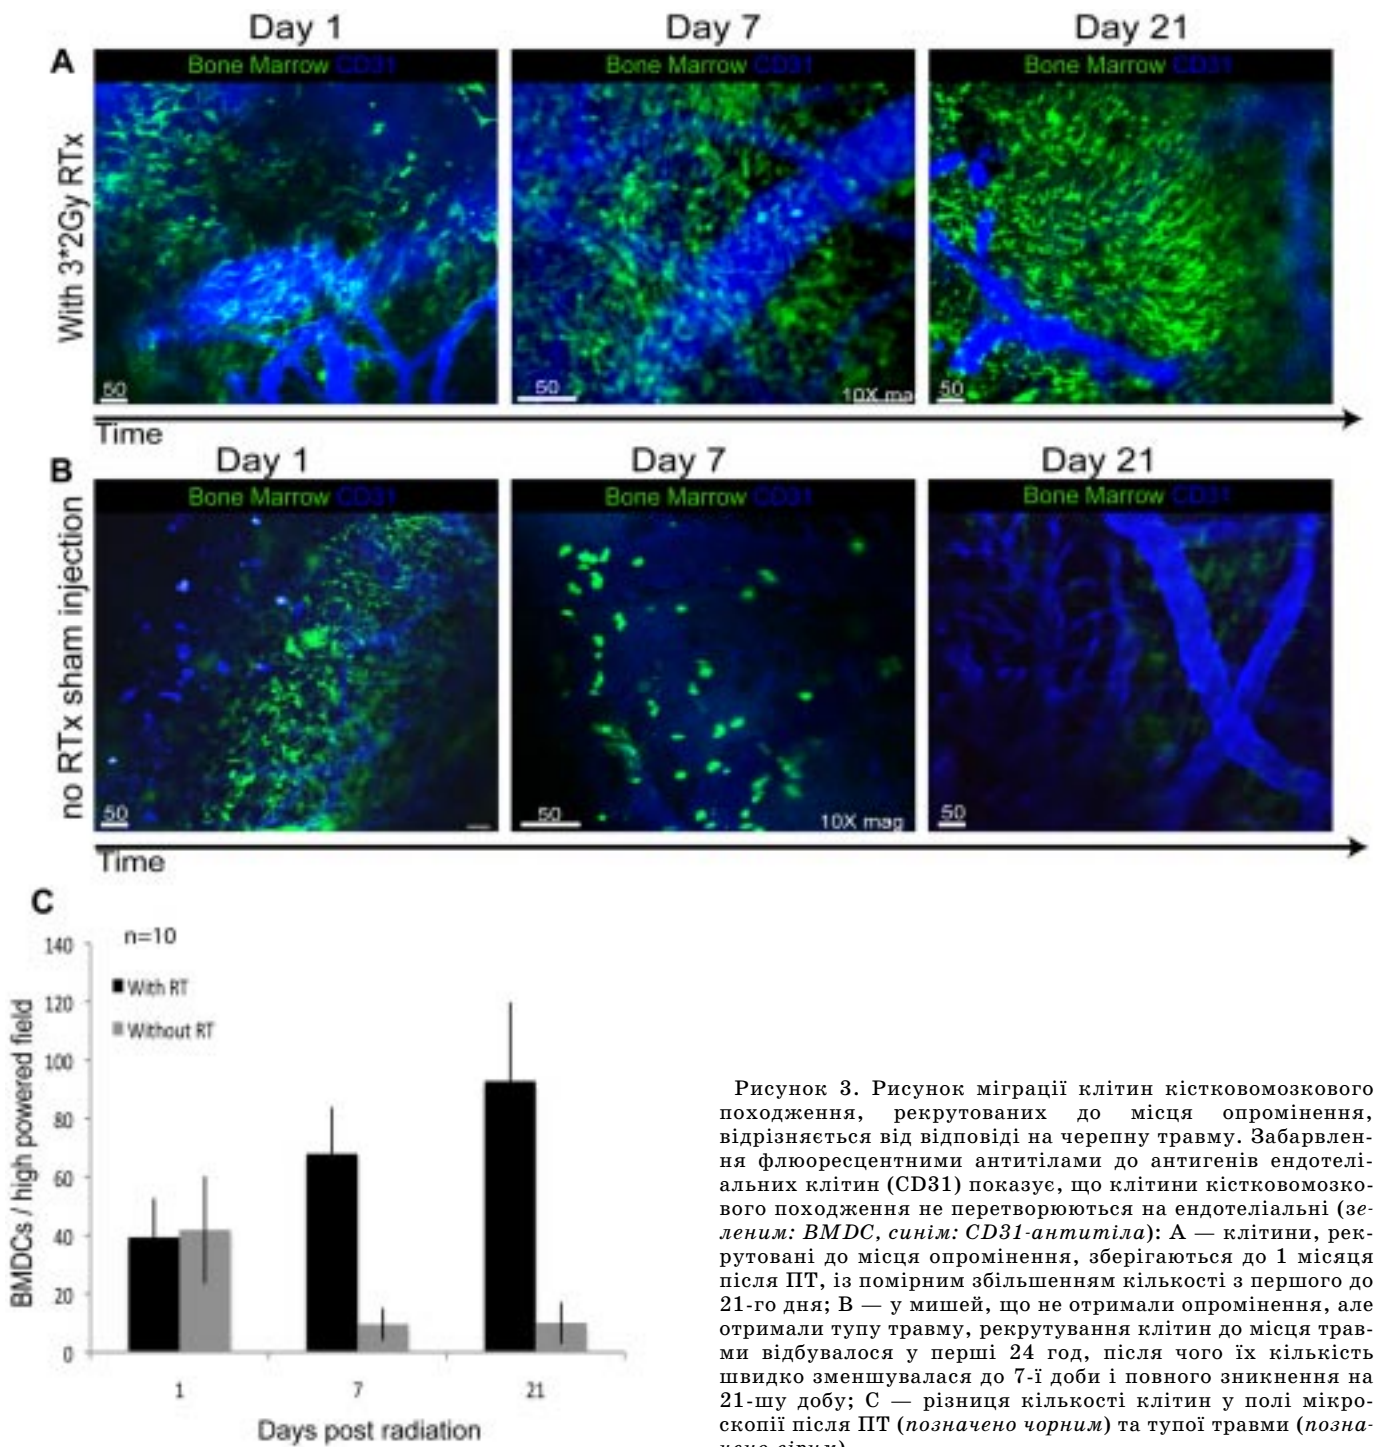 Day 1
Day 7
Day 21
A
Bone Marrow CD31
Bone Marrow CD31
Bone Marrow CD31
With 3*2Gy RTx
50
50
10X ma
50
Time
B
Day 1
Day 7
Day 21
Bone Marrow CD31
Bone Marrow CD31
Bone Marrow CD31
no RTx sham injection
50
50
10X mag
50
Time
C
n=10
With RT
Without RT
BMDCs / high powered field
140
120
100
80
60
40
20
0
1
7
21
Days post radiation
Рисунок 3. Рисунок міграції клітин кістковомозкового
походження, рекрутованих до місця опромінення,
відрізняється від відповіді на черепну травму. Забарвлен-
ня флюоресцентними антитілами до антигенів ендотелі-
альних клітин (CD31) показує, що клітини кістковомозко-
вого походження не перетворюються на ендотеліальні (зе-
леним: BMDC, синім: CD31-антитіла): А — клітини, рек-
рутовані до місця опромінення, зберігаються до 1 місяця
після ПТ, із помірним збільшенням кількості з першого до
21-го дня; В — у мишей, що не отримали опромінення, але
отримали тупу травму, рекрутування клітин до місця трав-
ми відбувалося у перші 24 год, після чого їх кількість
швидко зменшувалася до 7-ї доби і повного зникнення на
21-шу добу; С — різниця кількості клітин у полі мікро-
скопії після ПТ (позначено чорним) та тупої травми (позна-